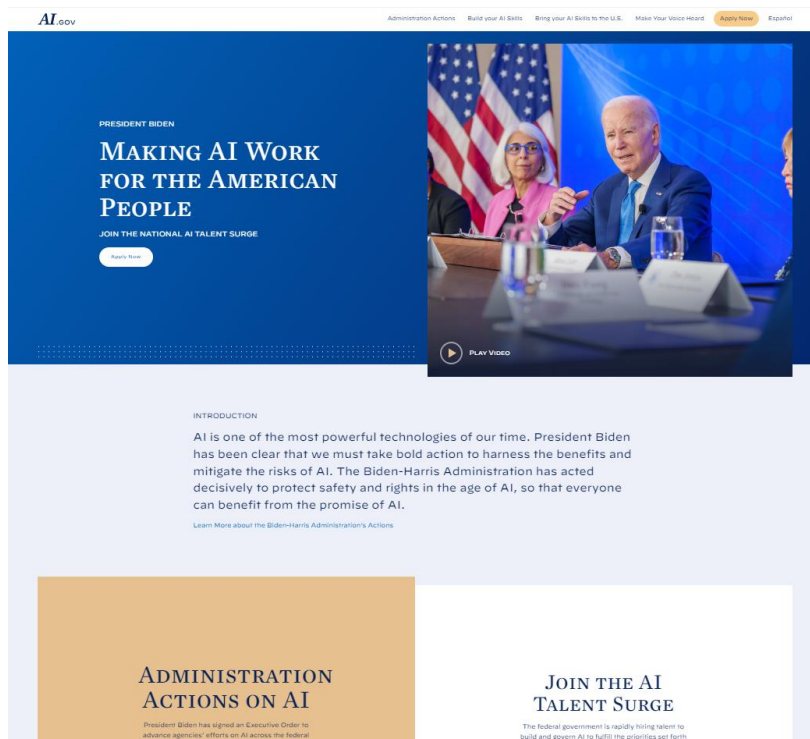 AI.GOV
Administration Actions Build your AI Skills Bring your AI Skills to the U.S. Make Your Voice Heard Apply Now Español
PRESIDENT BIDEN
MAKING AI WORK
FOR THE AMERICAN
PEOPLE
JOIN THE NATIONAL AI TALENT SURGE
Apply Now
PLAY VIDEO
INTRODUCTION
AI is one of the most powerful technologies of our time. President Biden
has been clear that we must take bold action to harness the benefits and
mitigate the risks of AI. The Biden-Harris Administration has acted
decisively to protect safety and rights in the age of AI, so that everyone
can benefit from the promise of AI.
Learn More about the Biden-Harris Administration's Actions
ADMINISTRATION
ACTIONS ON AI
President Biden has signed an Executive Order to
advance agencies' efforts on AI across the federal
JOIN THE AI
TALENT SURGE
The federal government is rapidly hiring talent to
build and govern AI to fulfill the priorities set forth